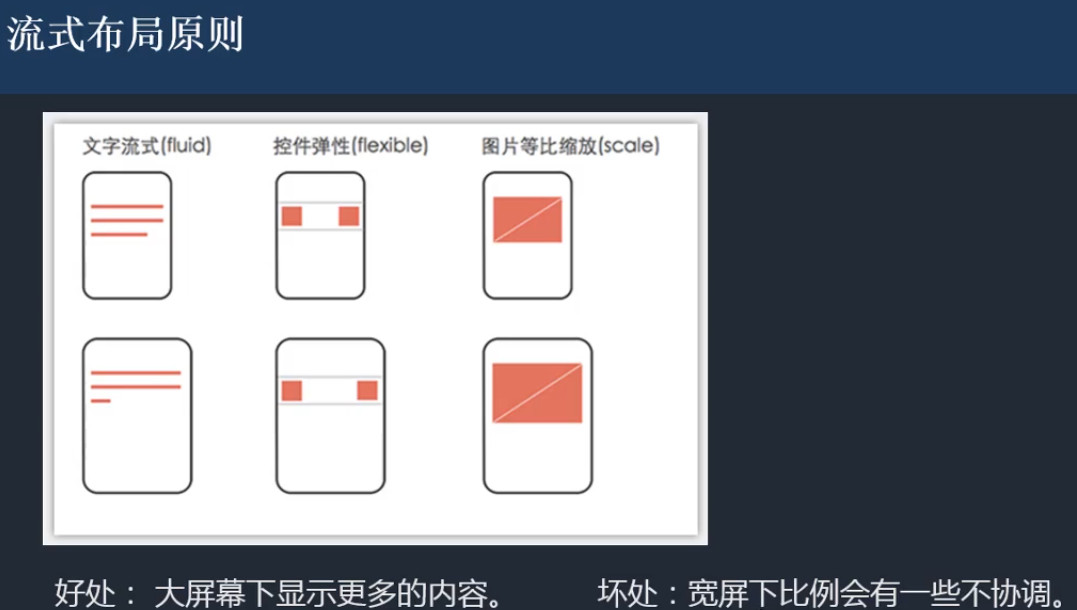 流式布局原则
文字流式(fluid) 控件弹性(flexible) 图片等比缩放(scale)
好处： 大屏幕下显示更多的内容。 坏处：宽屏下比例会有一些不协调。